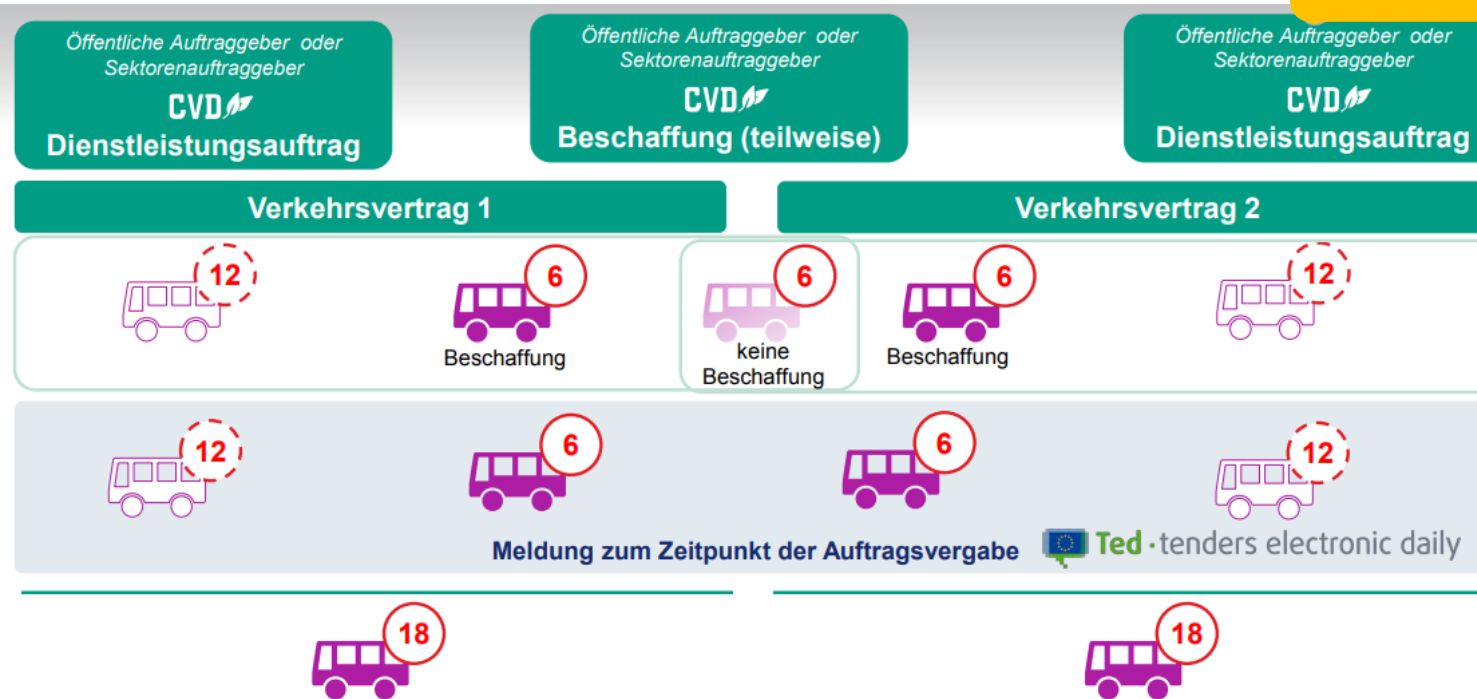 Öffentliche Auftraggeber oder
Sektorenauftraggeber
CVD
Dienstleistungsauftrag
Öffentliche Auftraggeber oder
Sektorenauftraggeber
CVD
Beschaffung (teilweise)
Öffentliche Auftraggeber oder
Sektorenauftraggeber
CVD
Dienstleistungsauftrag
Verkehrsvertrag 1
Verkehrsvertrag 2
12
6
6
6
12
Beschaffung
keine
Beschaffung
Beschaffung
12
6
6
12
Meldung zum Zeitpunkt der Auftragsvergabe
Ted · tenders electronic daily
18
18